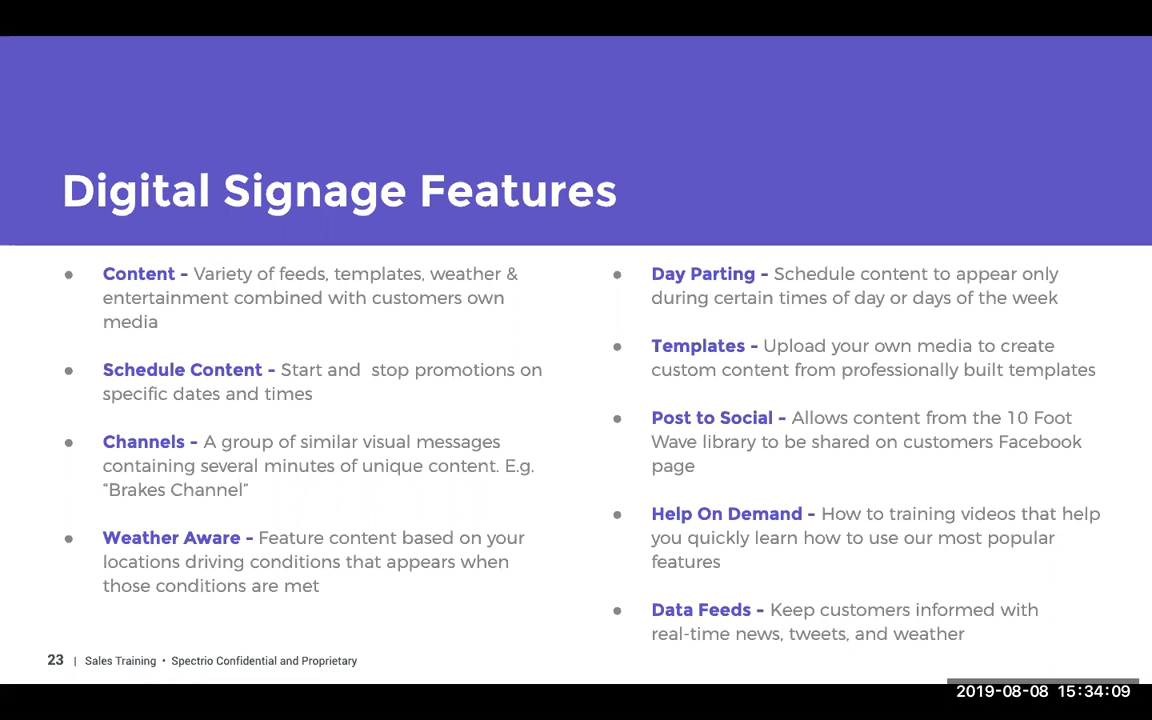 Digital Signage Features
● Content - Variety of feeds, templates, weather &
entertainment combined with customers own
media
● Schedule Content - Start and  stop promotions on
specific dates and times
● Channels - A group of similar visual messages
containing several minutes of unique content. E.g.
“Brakes Channel”
● Weather Aware - Feature content based on your
locations driving conditions that appears when
those conditions are met
● Day Parting - Schedule content to appear only
during certain times of day or days of the week
● Templates - Upload your own media to create
custom content from professionally built templates
● Post to Social - Allows content from the 10 Foot
Wave library to be shared on customers Facebook
page
● Help On Demand - How to training videos that help
you quickly learn how to use our most popular
features
● Data Feeds - Keep customers informed with
real-time news, tweets, and weather
23 | Sales Training • Spectrio Confidential and Proprietary
2019-08-08 15:34:09